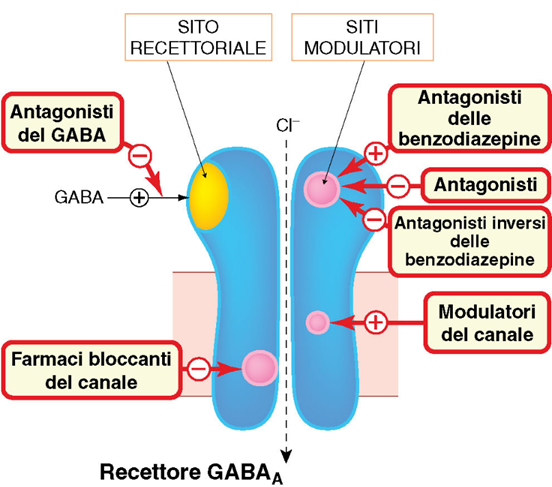 SITO
RECETTORIALE
SITI
MODULATORI
Antagonisti
del GABA
Cl⁻
Antagonisti
delle
benzodiazepine
GABA
Antagonisti
Antagonisti inversi
delle
benzodiazepine
Modulatori
del canale
Farmaci bloccanti
del canale
Recettore GABA_A